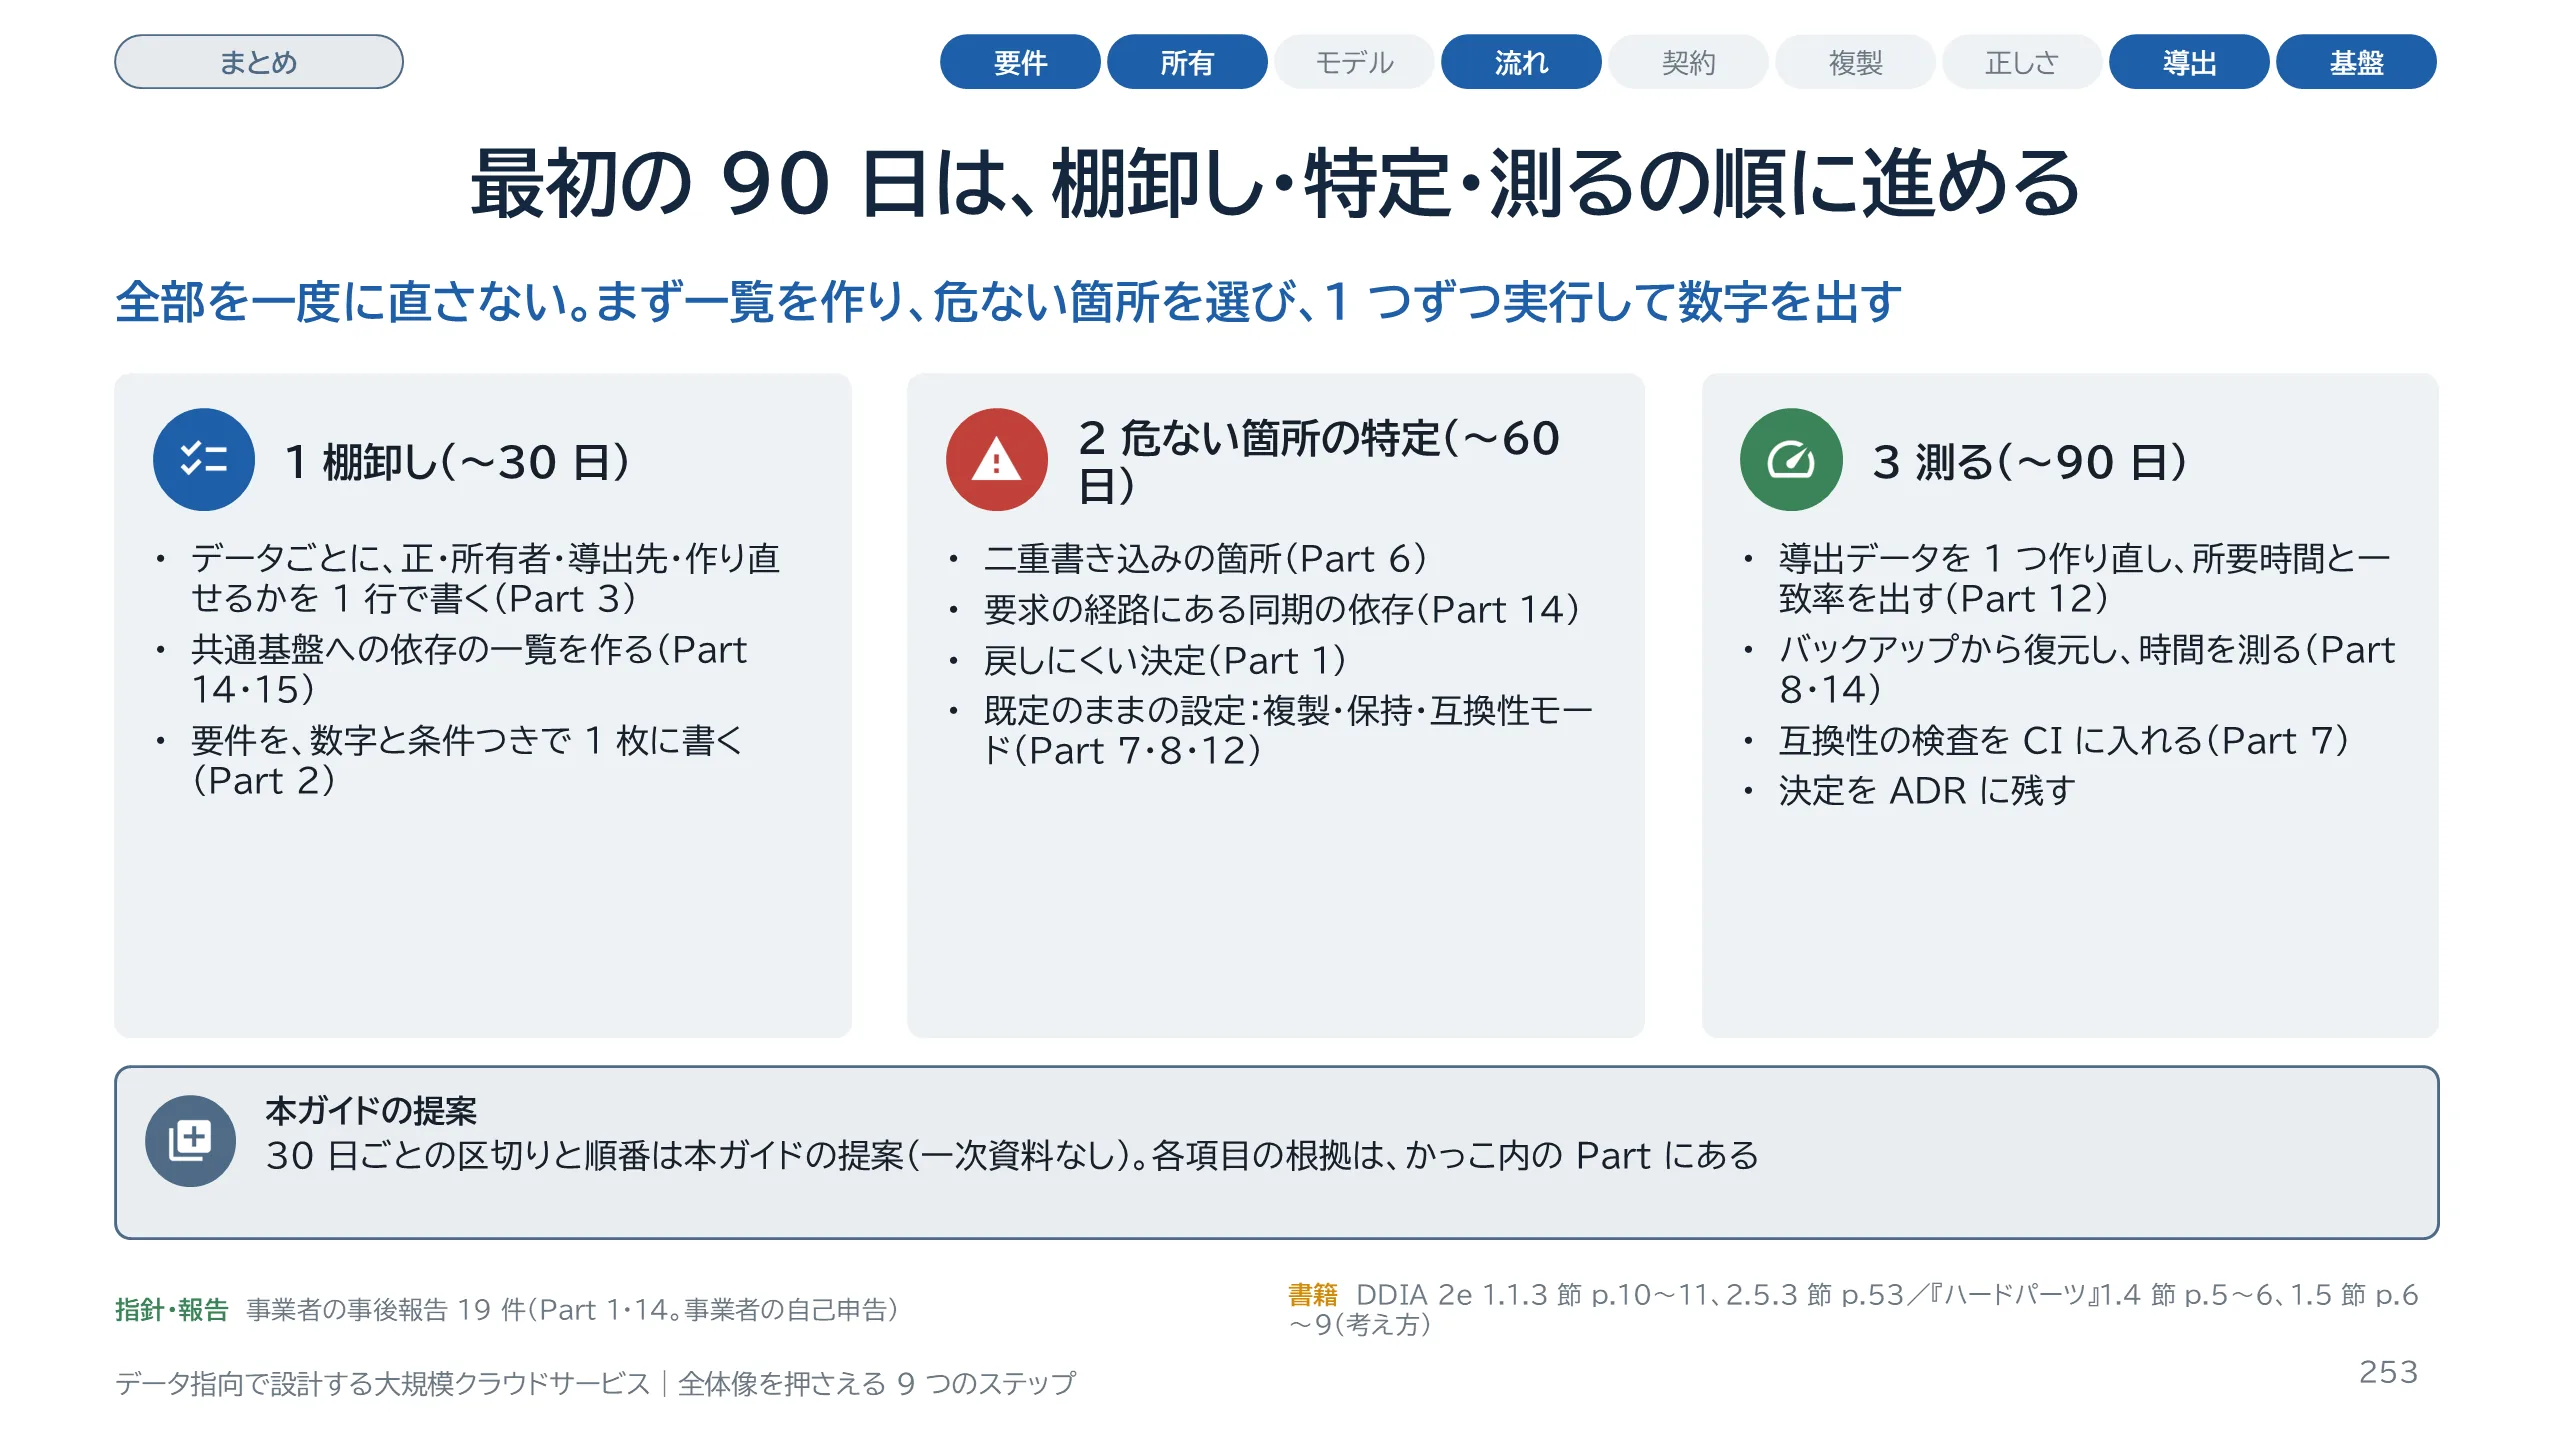 まとめ
要件 所有 モデル 流れ 契約 複製 正しさ 導出 基盤
最初の 90 日は、棚卸し・特定・測るの順に進める
全部を一度に直さない。まず一覧を作り、危ない箇所を選び、1 つずつ実行して数字を出す
1 棚卸し(～30 日)
・ データごとに、正・所有者・導出先・作り直
せるかを 1 行で書く(Part 3)
・ 共通基盤への依存の一覧を作る(Part
14・15)
・ 要件を、数字と条件つきで 1 枚に書く
(Part 2)
2 危ない箇所の特定(～60
日)
・ 二重書き込みの箇所(Part 6)
・ 要求の経路にある同期の依存(Part 14)
・ 戻しにくい決定(Part 1)
・ 既定のままの設定:複製・保持・互換性モー
ド(Part 7・8・12)
3 測る(～90 日)
・ 導出データを 1 つ作り直し、所要時間と一
致率を出す(Part 12)
・ バックアップから復元し、時間を測る(Part
8・14)
・ 互換性の検査を CI に入れる(Part 7)
・ 決定を ADR に残す
本ガイドの提案
30 日ごとの区切りと順番は本ガイドの提案(一次資料なし)。各項目の根拠は、かっこ内の Part にある
指針・報告 事業者の事後報告 19 件(Part 1・14。事業者の自己申告)
書籍 DDIA 2e 1.1.3 節 p.10～11、2.5.3 節 p.53／『ハードパーツ』1.4 節 p.5～6、1.5 節 p.6
～9(考え方)
データ指向で設計する大規模クラウドサービス｜全体像を押さえる 9 つのステップ
253